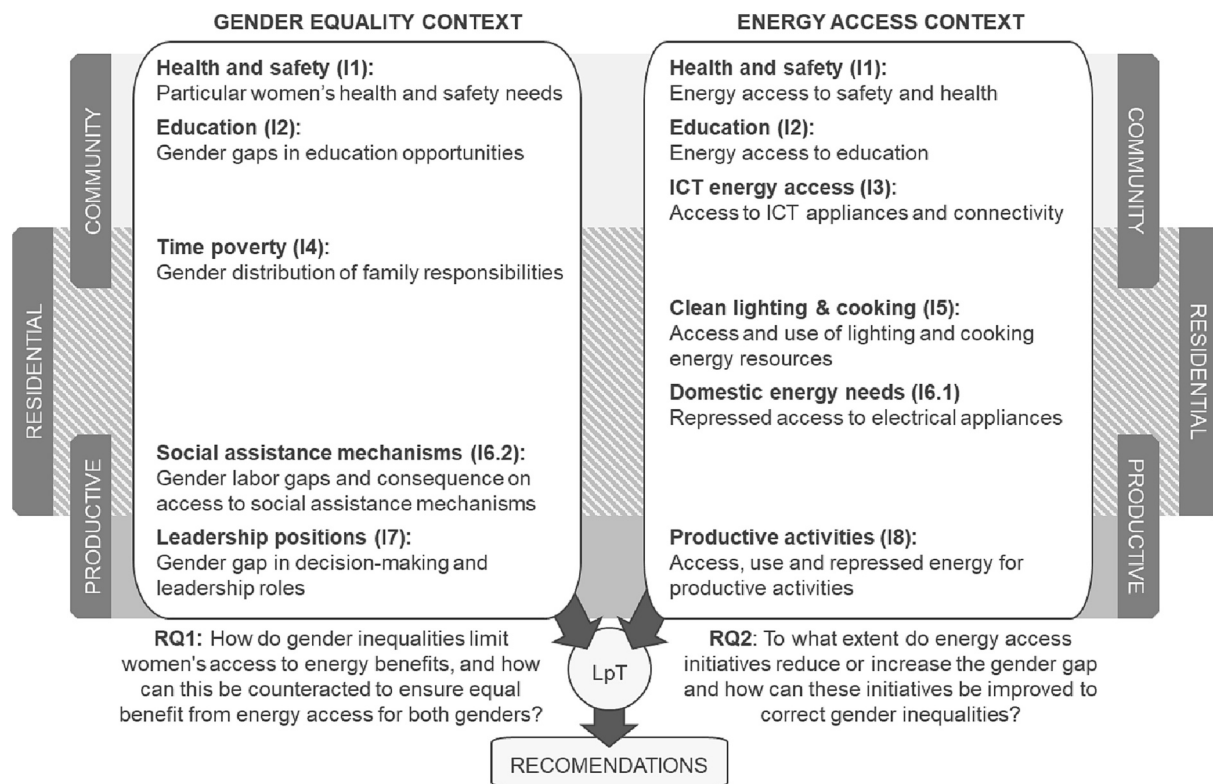 GENDER EQUALITY CONTEXT
ENERGY ACCESS CONTEXT
COMMUNITY
RESIDENTIAL
PRODUCTIVE
Health and safety (I1):
Particular women's health and safety needs
Education (I2):
Gender gaps in education opportunities
Time poverty (I4):
Gender distribution of family responsibilities
Social assistance mechanisms (I6.2):
Gender labor gaps and consequence on
access to social assistance mechanisms
Leadership positions (I7):
Gender gap in decision-making and
leadership roles
Health and safety (I1):
Energy access to safety and health
Education (I2):
Energy access to education
ICT energy access (I3):
Access to ICT appliances and connectivity
Clean lighting & cooking (I5):
Access and use of lighting and cooking
energy resources
Domestic energy needs (I6.1)
Repressed access to electrical appliances
Productive activities (I8):
Access, use and repressed energy for
productive activities
COMMUNITY
RESIDENTIAL
PRODUCTIVE
RQ1: How do gender inequalities limit
women's access to energy benefits, and how
can this be counteracted to ensure equal
benefit from energy access for both genders?
LpT
RQ2: To what extent do energy access
initiatives reduce or increase the gender gap
and how can these initiatives be improved to
correct gender inequalities?
RECOMENDATIONS